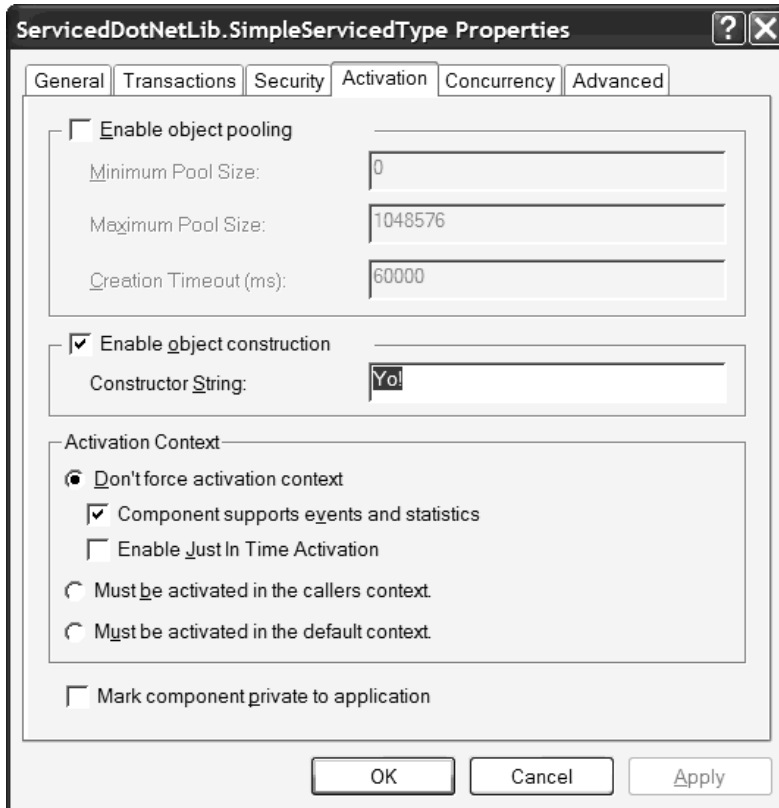 ServicedDotNetLib.SimpleServicedType Properties
General Transactions Security Activation Concurrency Advanced
Enable object pooling
Minimum Pool Size: 0
Maximum Pool Size: 1048576
Creation Timeout (ms): 60000
Enable object construction
Constructor String: Yo!
Activation Context
Don't force activation context
Component supports events and statistics
Enable Just In Time Activation
Must be activated in the callers context.
Must be activated in the default context.
Mark component private to application
OK Cancel Apply